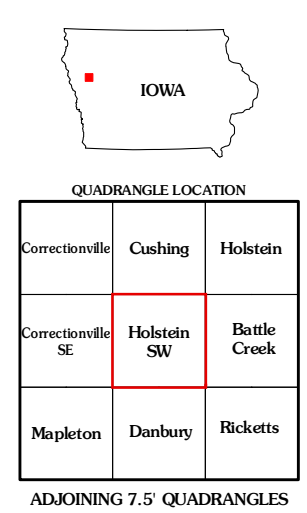 IOWA
QUADRANGLE LOCATION
Correctionville Cushing Holstein
Correctionville
SE
Holstein
SW
Battle
Creek
Mapleton Danbury Ricketts
ADJOINING 7.5' QUADRANGLES